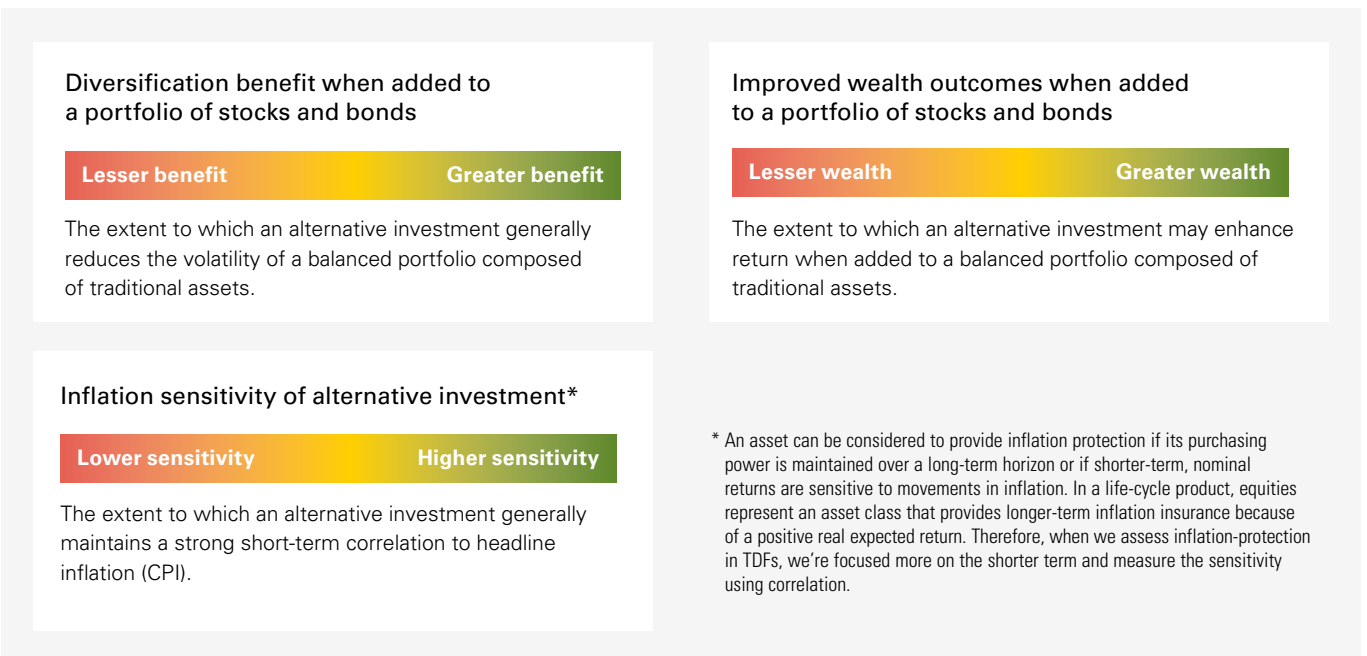 Diversification benefit when added to
a portfolio of stocks and bonds
Lesser benefit
Greater benefit
The extent to which an alternative investment generally
reduces the volatility of a balanced portfolio composed
of traditional assets.
Improved wealth outcomes when added
to a portfolio of stocks and bonds
Lesser wealth
Greater wealth
The extent to which an alternative investment may enhance
return when added to a balanced portfolio composed of
traditional assets.
Inflation sensitivity of alternative investment*
Lower sensitivity
Higher sensitivity
The extent to which an alternative investment generally
maintains a strong short-term correlation to headline
inflation (CPI).
* An asset can be considered to provide inflation protection if its purchasing
power is maintained over a long-term horizon or if shorter-term, nominal
returns are sensitive to movements in inflation. In a life-cycle product, equities
represent an asset class that provides longer-term inflation insurance because
of a positive real expected return. Therefore, when we assess inflation-protection
in TDFs, we’re focused more on the shorter term and measure the sensitivity
using correlation.